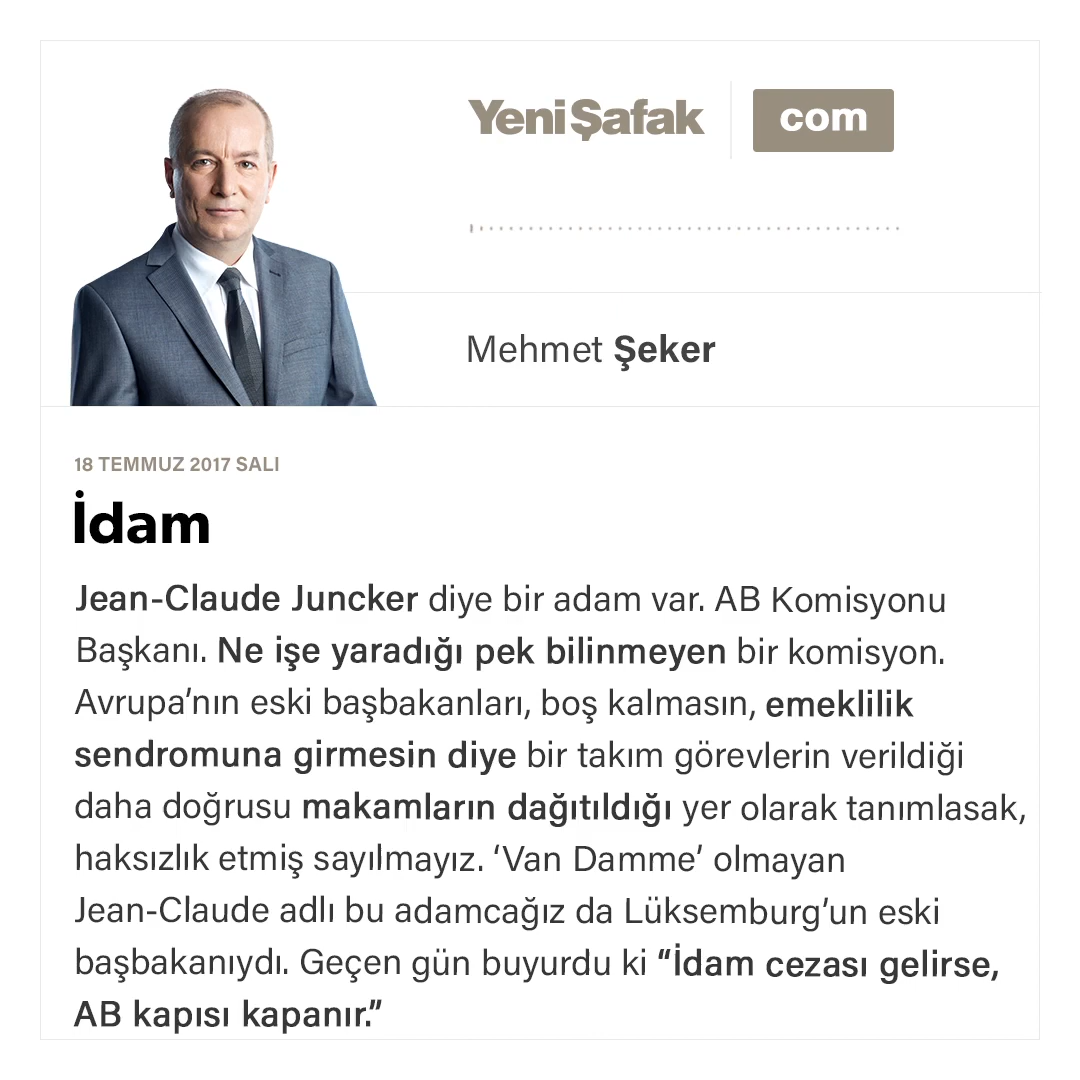 YeniŞafak com
Mehmet Şeker
18 TEMMUZ 2017 SALI
İdam
Jean-Claude Juncker diye bir adam var. AB Komisyonu
Başkanı. Ne işe yaradığı pek bilinmeyen bir komisyon.
Avrupa’nın eski başbakanları, boş kalmasın, emeklilik
sendromuna girmesin diye bir takım görevlerin verildiği
daha doğrusu makamların dağıtıldığı yer olarak tanımlasak,
haksızlık etmiş sayılmayız. ‘Van Damme’ olmayan
Jean-Claude adlı bu adamcağız da Lüksemburg’un eski
başbakanıydı. Geçen gün buyurdu ki “İdam cezası gelirse,
AB kapısı kapanır.”